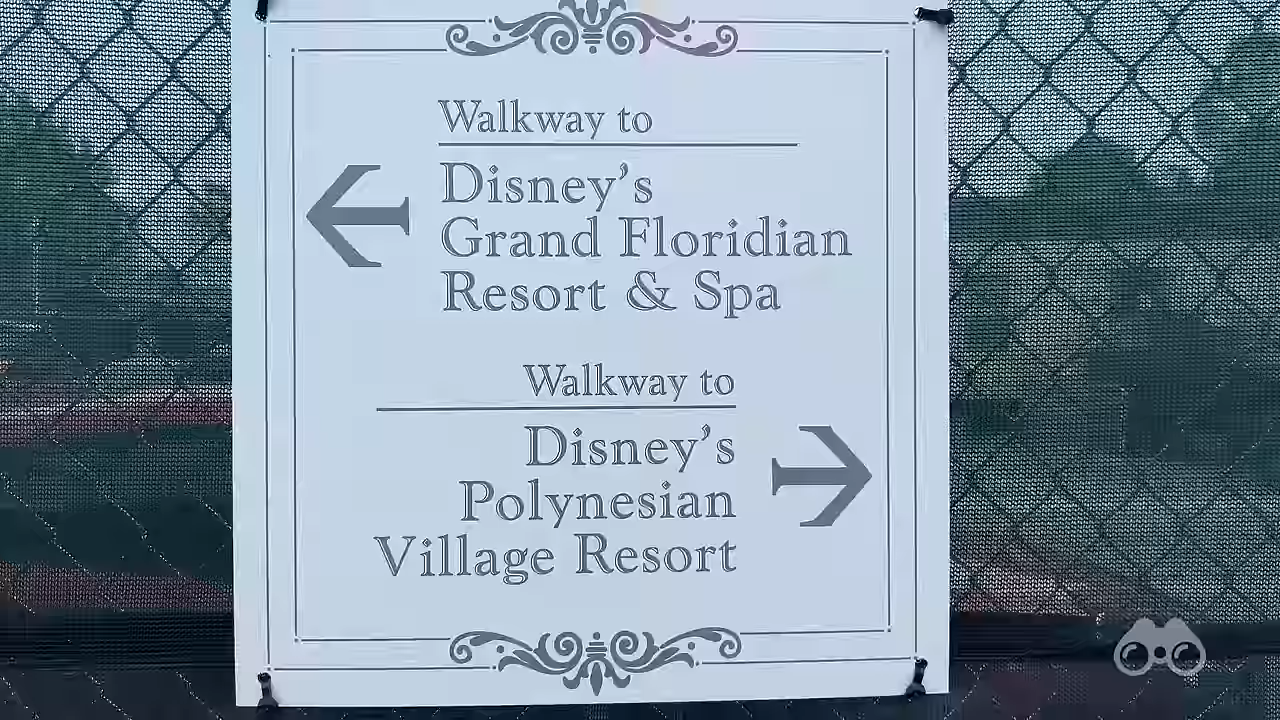 Walkway to
Disney's
Grand Floridian
Resort & Spa
Walkway to
Disney's
Polynesian
Village Resort